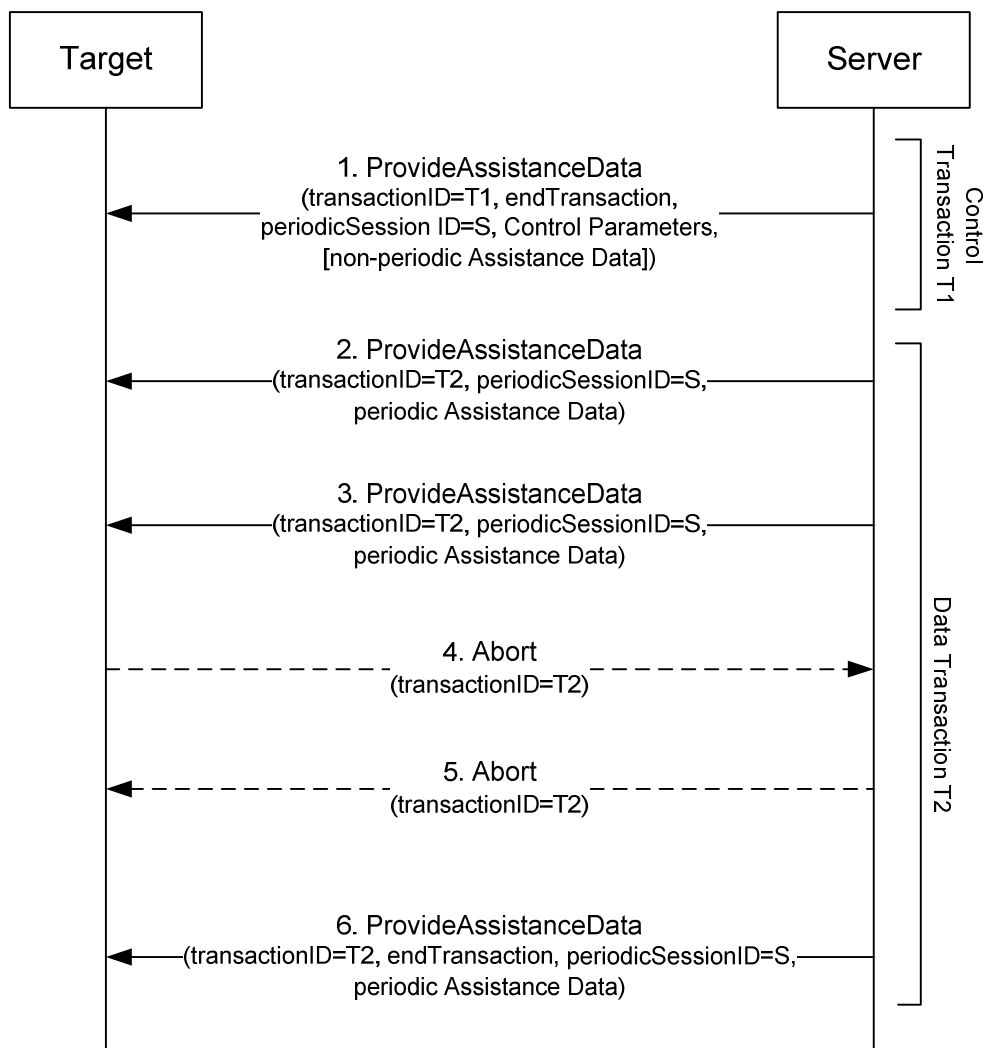 Target
Server
1. ProvideAssistanceData
(transactionID=T1, endTransaction,
periodicSession ID=S, Control Parameters,
[non-periodic Assistance Data])
Control
Transaction T1
2. ProvideAssistanceData
(transactionID=T2, periodicSessionID=S,
periodic Assistance Data)
3. ProvideAssistanceData
(transactionID=T2, periodicSessionID=S,
periodic Assistance Data)
4. Abort
(transactionID=T2)
5. Abort
(transactionID=T2)
Data Transaction T2
6. ProvideAssistanceData
(transactionID=T2, endTransaction, periodicSessionID=S,
periodic Assistance Data)